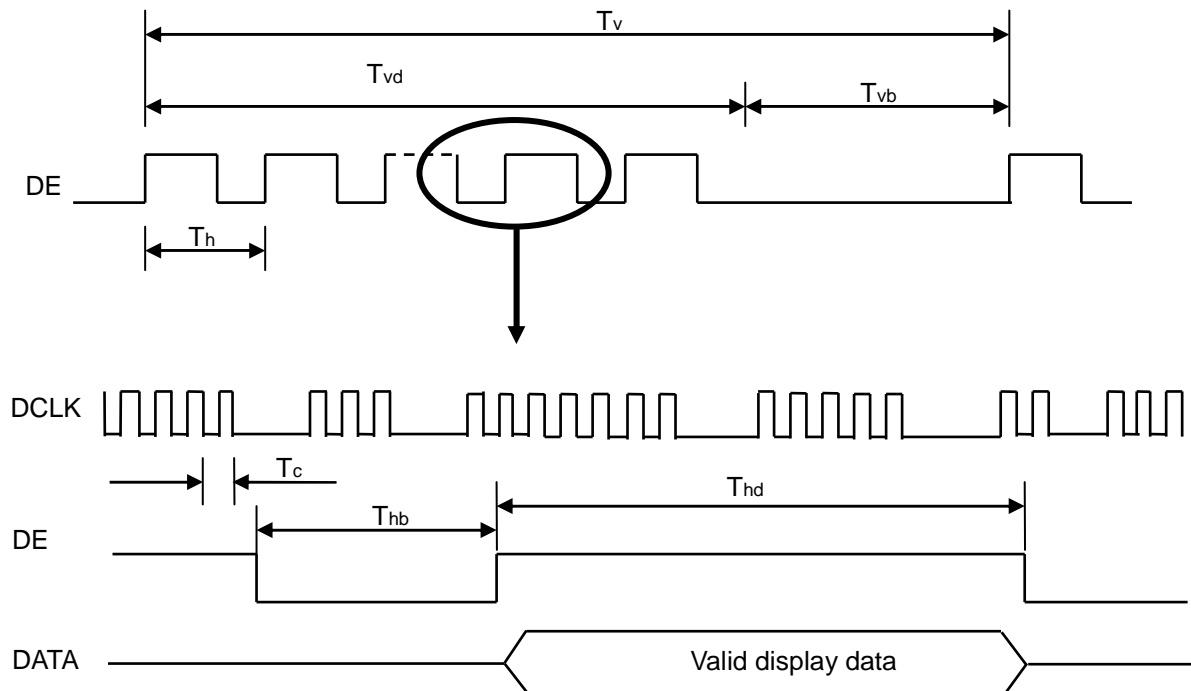 Tv
Tvd
Tvb
DE
Th
DCLK
Tc
Thd
Thb
DE
DATA
Valid display data